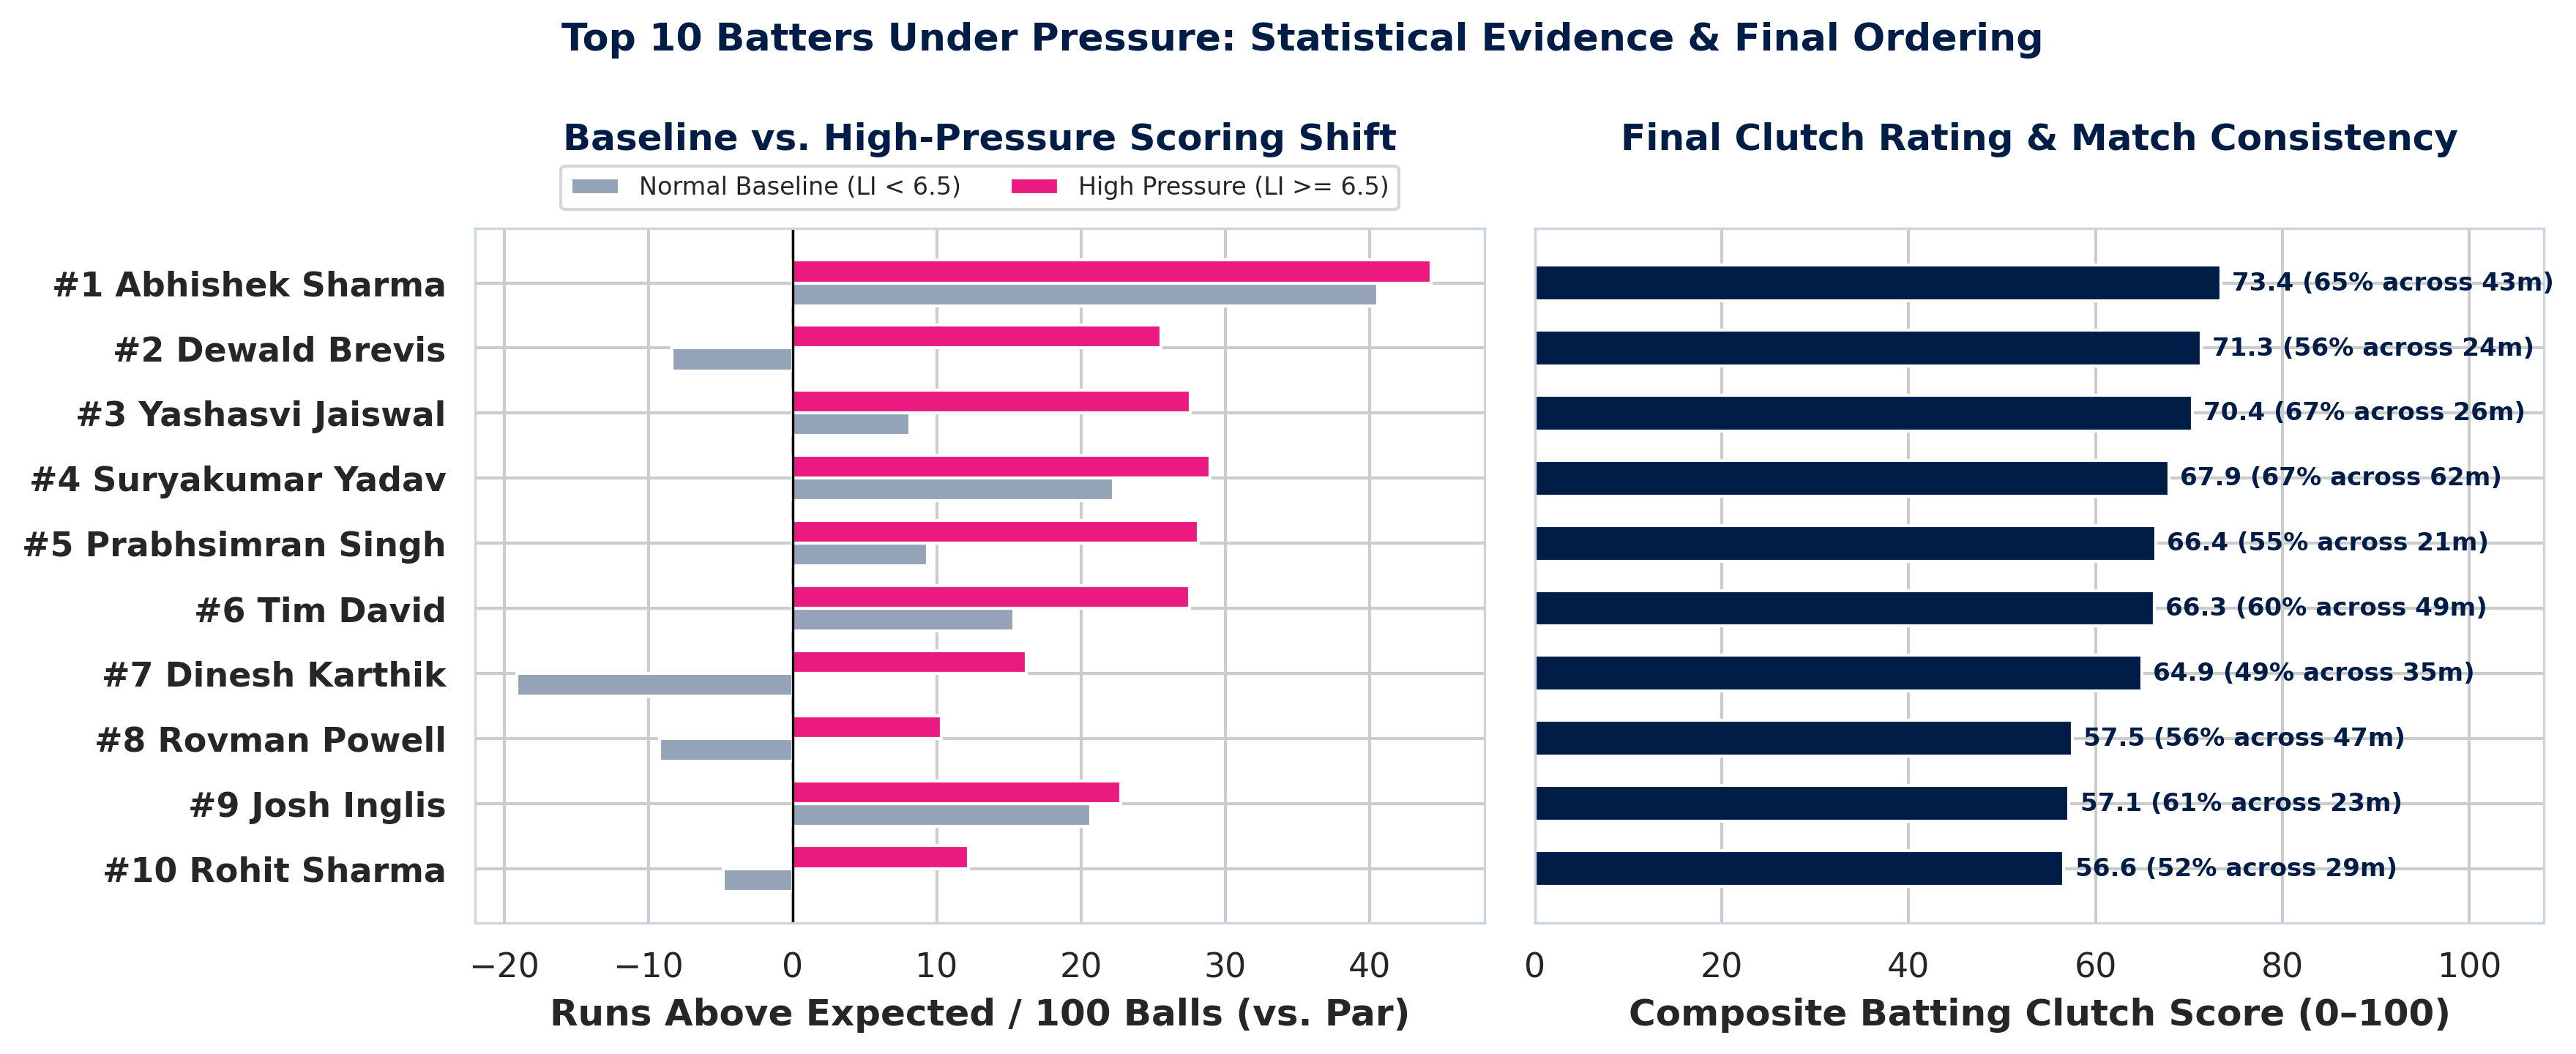 Top 10 Batters Under Pressure: Statistical Evidence & Final Ordering
Baseline vs. High-Pressure Scoring Shift
Normal Baseline (LI < 6.5)
High Pressure (LI >= 6.5)
#1 Abhishek Sharma
#2 Dewald Brevis
#3 Yashasvi Jaiswal
#4 Suryakumar Yadav
#5 Prabhsimran Singh
#6 Tim David
#7 Dinesh Karthik
#8 Rovman Powell
#9 Josh Inglis
#10 Rohit Sharma
−20 −10 0 10 20 30 40
Runs Above Expected / 100 Balls (vs. Par)
Final Clutch Rating & Match Consistency
73.4 (65% across 43m)
71.3 (56% across 24m)
70.4 (67% across 26m)
67.9 (67% across 62m)
66.4 (55% across 21m)
66.3 (60% across 49m)
64.9 (49% across 35m)
57.5 (56% across 47m)
57.1 (61% across 23m)
56.6 (52% across 29m)
0 20 40 60 80 100
Composite Batting Clutch Score (0–100)